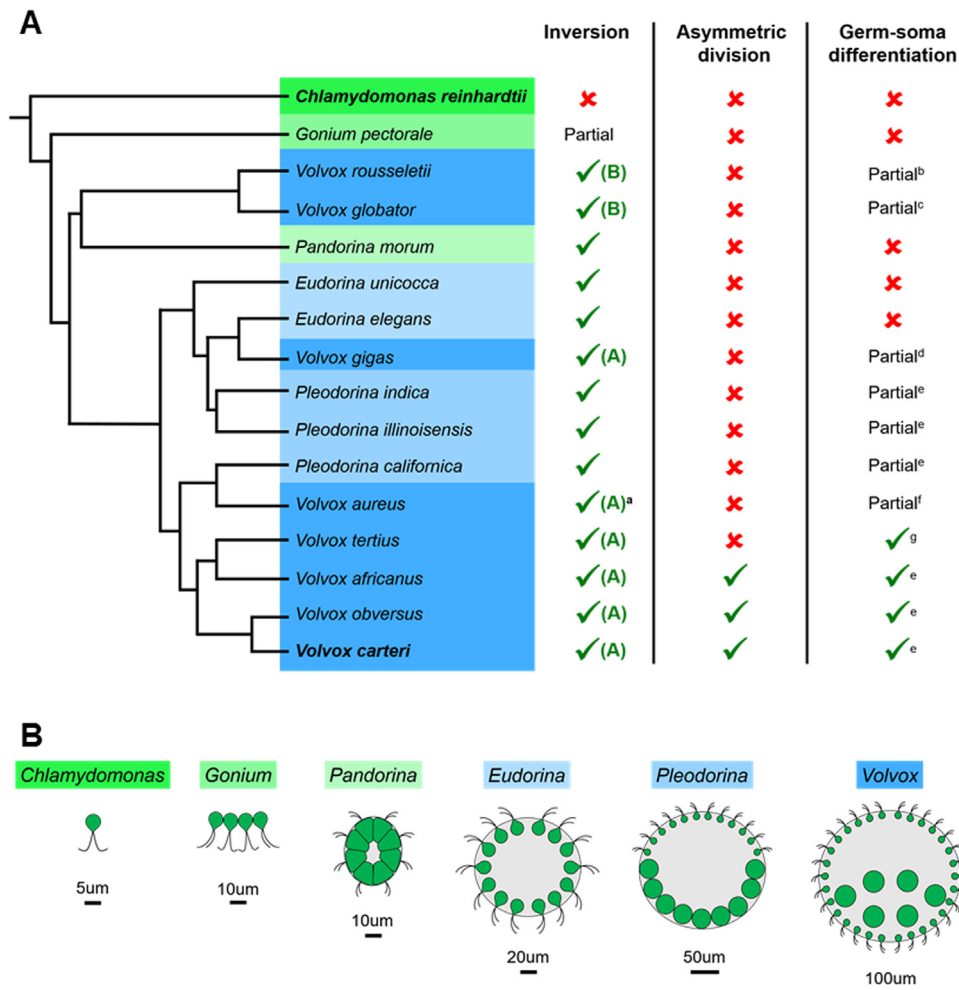 A
Inversion
Asymmetric division
Germ-soma differentiation
Chlamydomonas reinhardtii ✘ ✘ ✘
Gonium pectorale Partial ✘ ✘
Volvox rousseletii ✓(B) ✘ Partialᵇ
Volvox globator ✓(B) ✘ Partialᶜ
Pandorina morum ✓ ✘ ✘
Eudorina unicocca ✓ ✘ ✘
Eudorina elegans ✓ ✘ ✘
Volvox gigas ✓(A) ✘ Partialᵈ
Pleodorina indica ✓ ✘ Partialᵉ
Pleodorina illinoisensis ✓ ✘ Partialᵉ
Pleodorina californica ✓ ✘ Partialᵉ
Volvox aureus ✓(A)ᵃ ✘ Partialᶠ
Volvox tertius ✓(A) ✘ ✓ᵍ
Volvox africanus ✓(A) ✓ ✓ᵉ
Volvox obversus ✓(A) ✓ ✓ᵉ
Volvox carteri ✓(A) ✓ ✓ᵉ
B
Chlamydomonas
Gonium
Pandorina
Eudorina
Pleodorina
Volvox
5um
10um
10um
20um
50um
100um